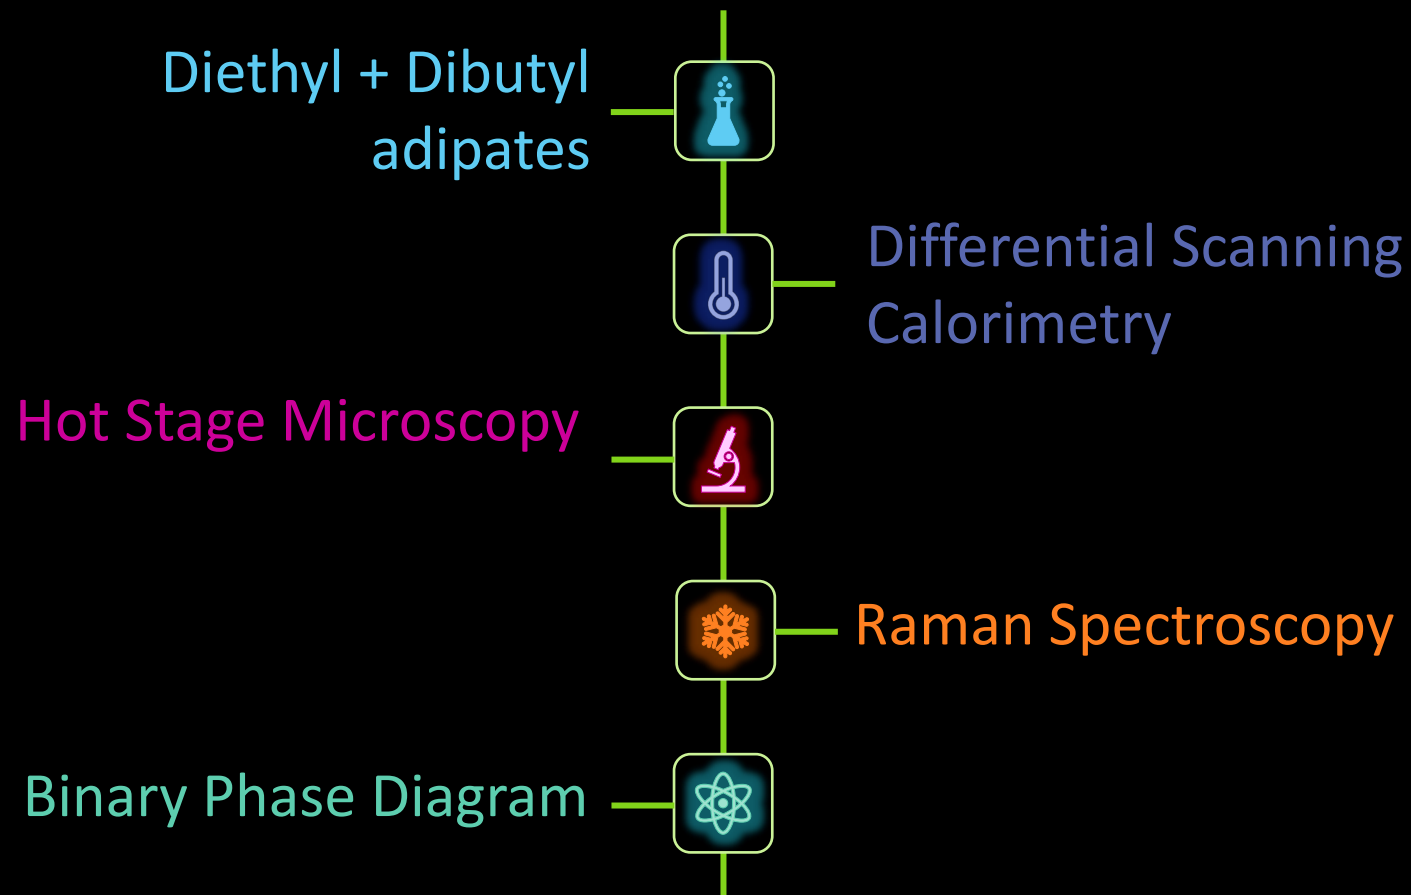 Diethyl + Dibutyl
adipates
Differential Scanning
Calorimetry
Hot Stage Microscopy
Raman Spectroscopy
Binary Phase Diagram